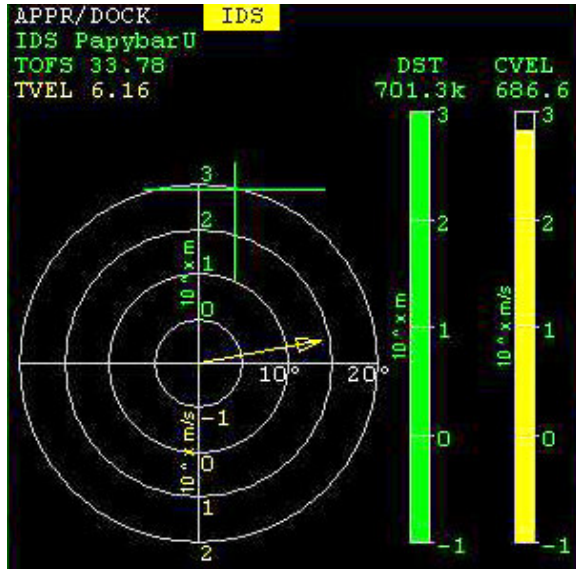 APPR/DOCK IDS
IDS PapybarU
TOFS 33.78
TVEL 6.16
DST CVEL
701.3k 686.6
3
2
1
0
10^x m
10° 20°
-1
0
1
2
10^x m/s
3
2
1
0
-1
10^x m
3
2
1
0
-1
10^x m/s